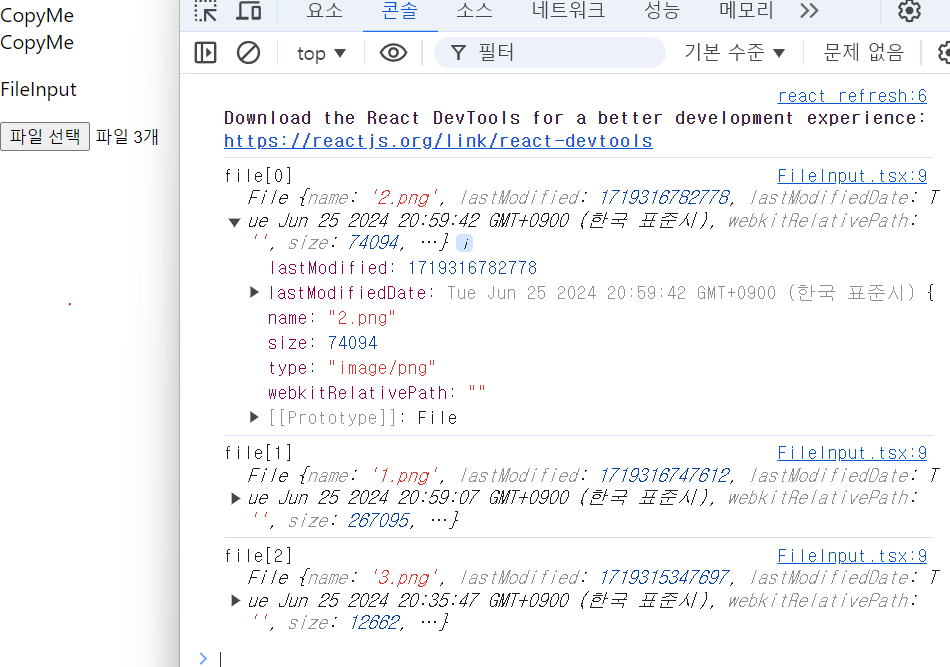 CopyMe
CopyMe
FileInput
파일 선택 파일 3개
요소 콘솔 소스 네트워크 성능 메모리
top ▼ 필터 기본 수준 ▼ 문제 없음
react refresh:6
Download the React DevTools for a better development experience:
https://reactjs.org/link/react-devtools
file[0] FileInput.tsx:9
File {name: '2.png', lastModified: 1719316782778, lastModifiedDate: T
▼ ue Jun 25 2024 20:59:42 GMT+0900 (한국 표준시), webkitRelativePath:
'', size: 74094, …} i
lastModified: 1719316782778
▶ lastModifiedDate: Tue Jun 25 2024 20:59:42 GMT+0900 (한국 표준시) {
name: "2.png"
size: 74094
type: "image/png"
webkitRelativePath: ""
▶ [[Prototype]]: File
file[1] FileInput.tsx:9
File {name: '1.png', lastModified: 1719316747612, lastModifiedDate: T
▶ ue Jun 25 2024 20:59:07 GMT+0900 (한국 표준시), webkitRelativePath:
'', size: 267095, …}
file[2] FileInput.tsx:9
File {name: '3.png', lastModified: 1719315347697, lastModifiedDate: T
▶ ue Jun 25 2024 20:35:47 GMT+0900 (한국 표준시), webkitRelativePath:
'', size: 12662, …}